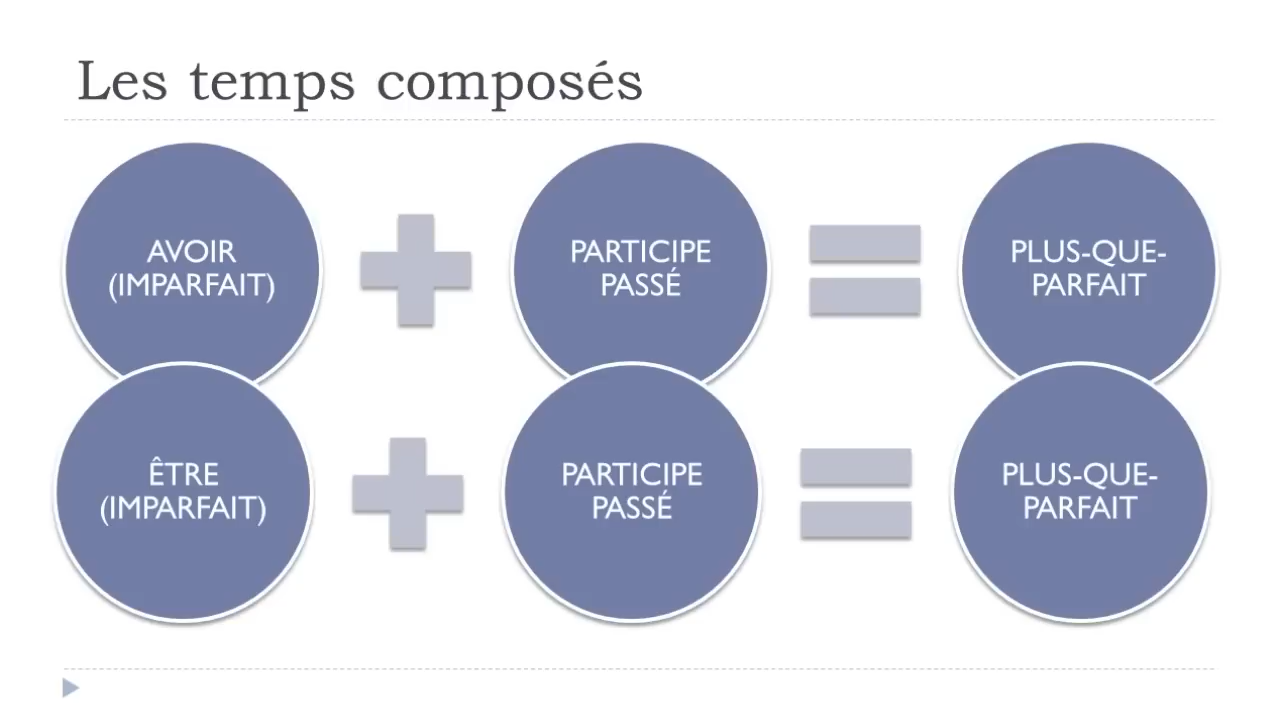 Les temps composés
AVOIR
(IMPARFAIT)
PARTICIPE
PASSÉ
PLUS-QUE-
PARFAIT
ÊTRE
(IMPARFAIT)
PARTICIPE
PASSÉ
PLUS-QUE-
PARFAIT